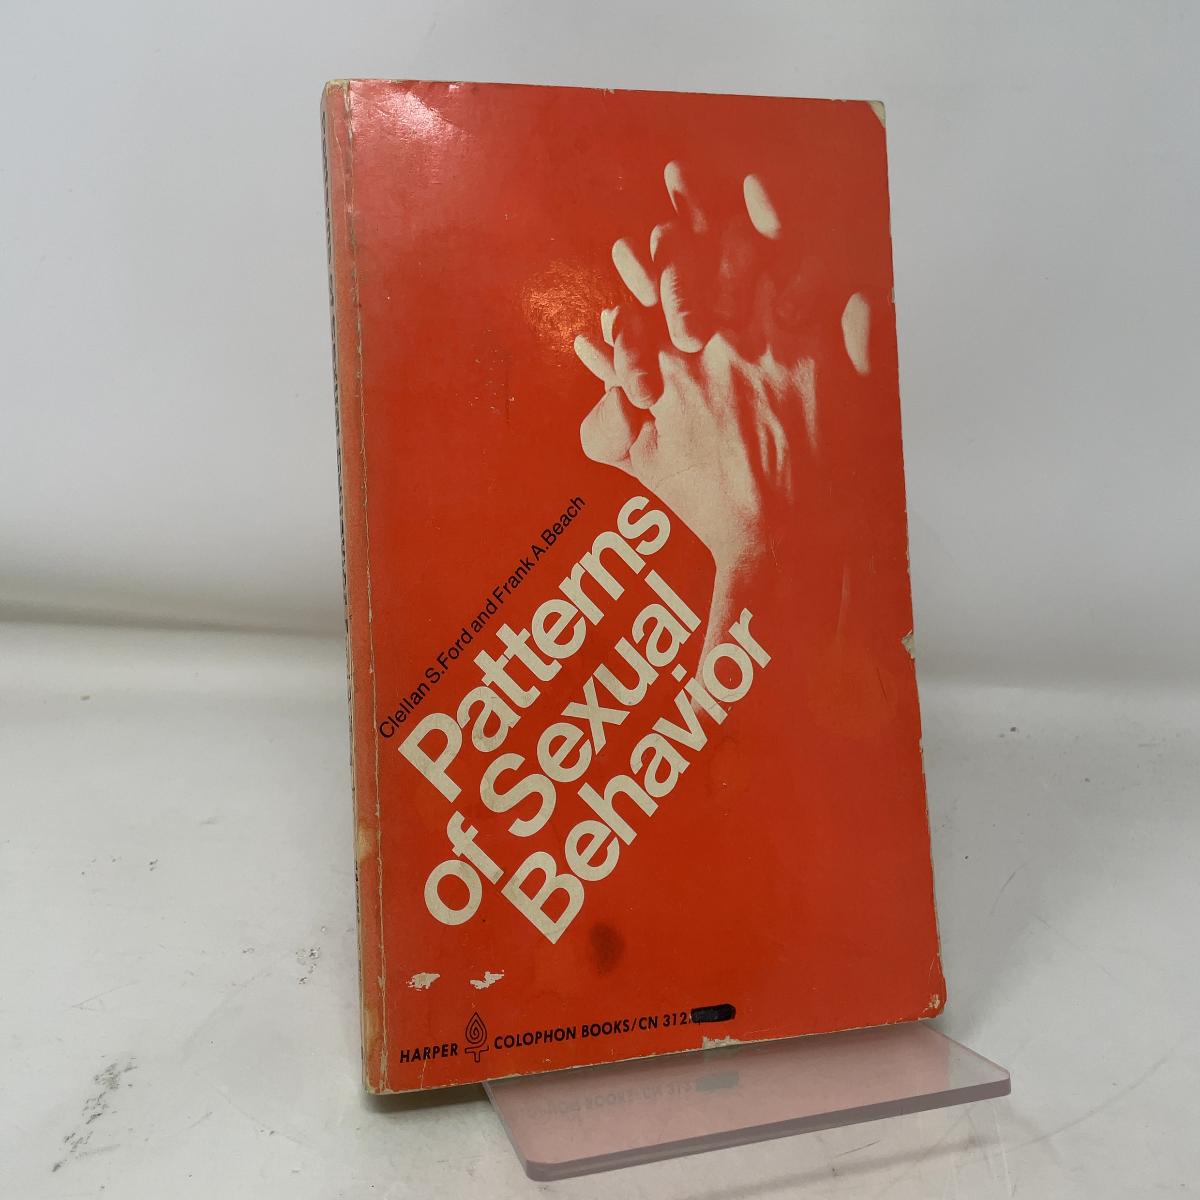 Clellan S. Ford and Frank A. Beach
Patterns
of Sexual
Behavior
HARPER COLOPHON BOOKS/CN 312